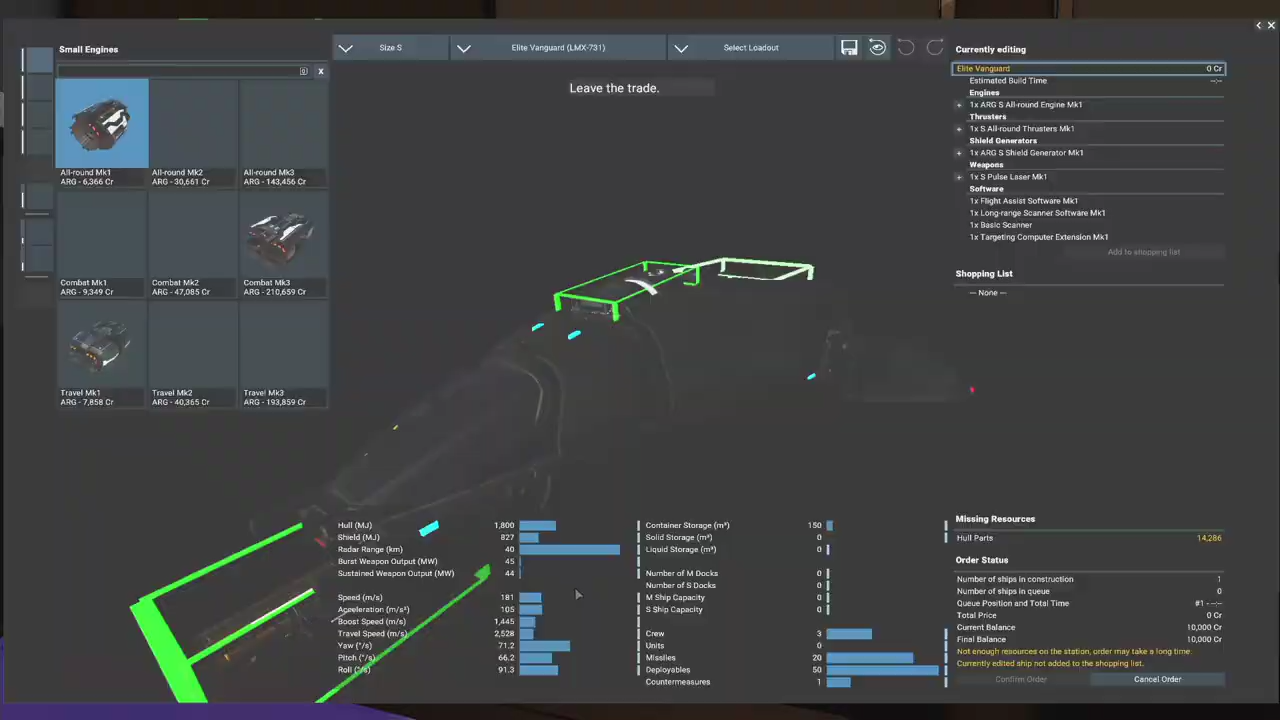 Small Engines
Size S
Elite Vanguard (LMX-731)
Select Loadout
x
Leave the trade.
All-round Mk1
ARG - 6,366 Cr
All-round Mk2
ARG - 30,661 Cr
All-round Mk3
ARG - 143,456 Cr
Combat Mk1
ARG - 9,349 Cr
Combat Mk2
ARG - 47,085 Cr
Combat Mk3
ARG - 210,659 Cr
Travel Mk1
ARG - 7,858 Cr
Travel Mk2
ARG - 40,365 Cr
Travel Mk3
ARG - 193,859 Cr
Hull (MJ) 1,800
Shield (MJ) 827
Radar Range (km) 40
Burst Weapon Output (MW) 45
Sustained Weapon Output (MW) 44
Speed (m/s) 181
Acceleration (m/s²) 105
Boost Speed (m/s) 1,445
Travel Speed (m/s) 2,528
Yaw (°/s) 71.2
Pitch (°/s) 66.2
Roll (°/s) 91.3
Container Storage (m³) 150
Solid Storage (m³) 0
Liquid Storage (m³) 0
Number of M Docks 0
Number of S Docks 0
M Ship Capacity 0
S Ship Capacity 0
Crew 3
Units 0
Missiles 20
Deployables 50
Countermeasures 1
Currently editing
Elite Vanguard 0 Cr
Estimated Build Time --:--
Engines
1x ARG S All-round Engine Mk1
Thrusters
1x S All-round Thrusters Mk1
Shield Generators
1x ARG S Shield Generator Mk1
Weapons
1x S Pulse Laser Mk1
Software
1x Flight Assist Software Mk1
1x Long-range Scanner Software Mk1
1x Basic Scanner
1x Targeting Computer Extension Mk1
Add to shopping list
Shopping List
--- None ---
Missing Resources
Hull Parts 14,286
Order Status
Number of ships in construction 1
Number of ships in queue 0
Queue Position and Total Time #1 - --:--
Total Price 0 Cr
Current Balance 10,000 Cr
Final Balance 10,000 Cr
Not enough resources on the station, order may take a long time.
Currently edited ship not added to the shopping list.
Confirm Order
Cancel Order